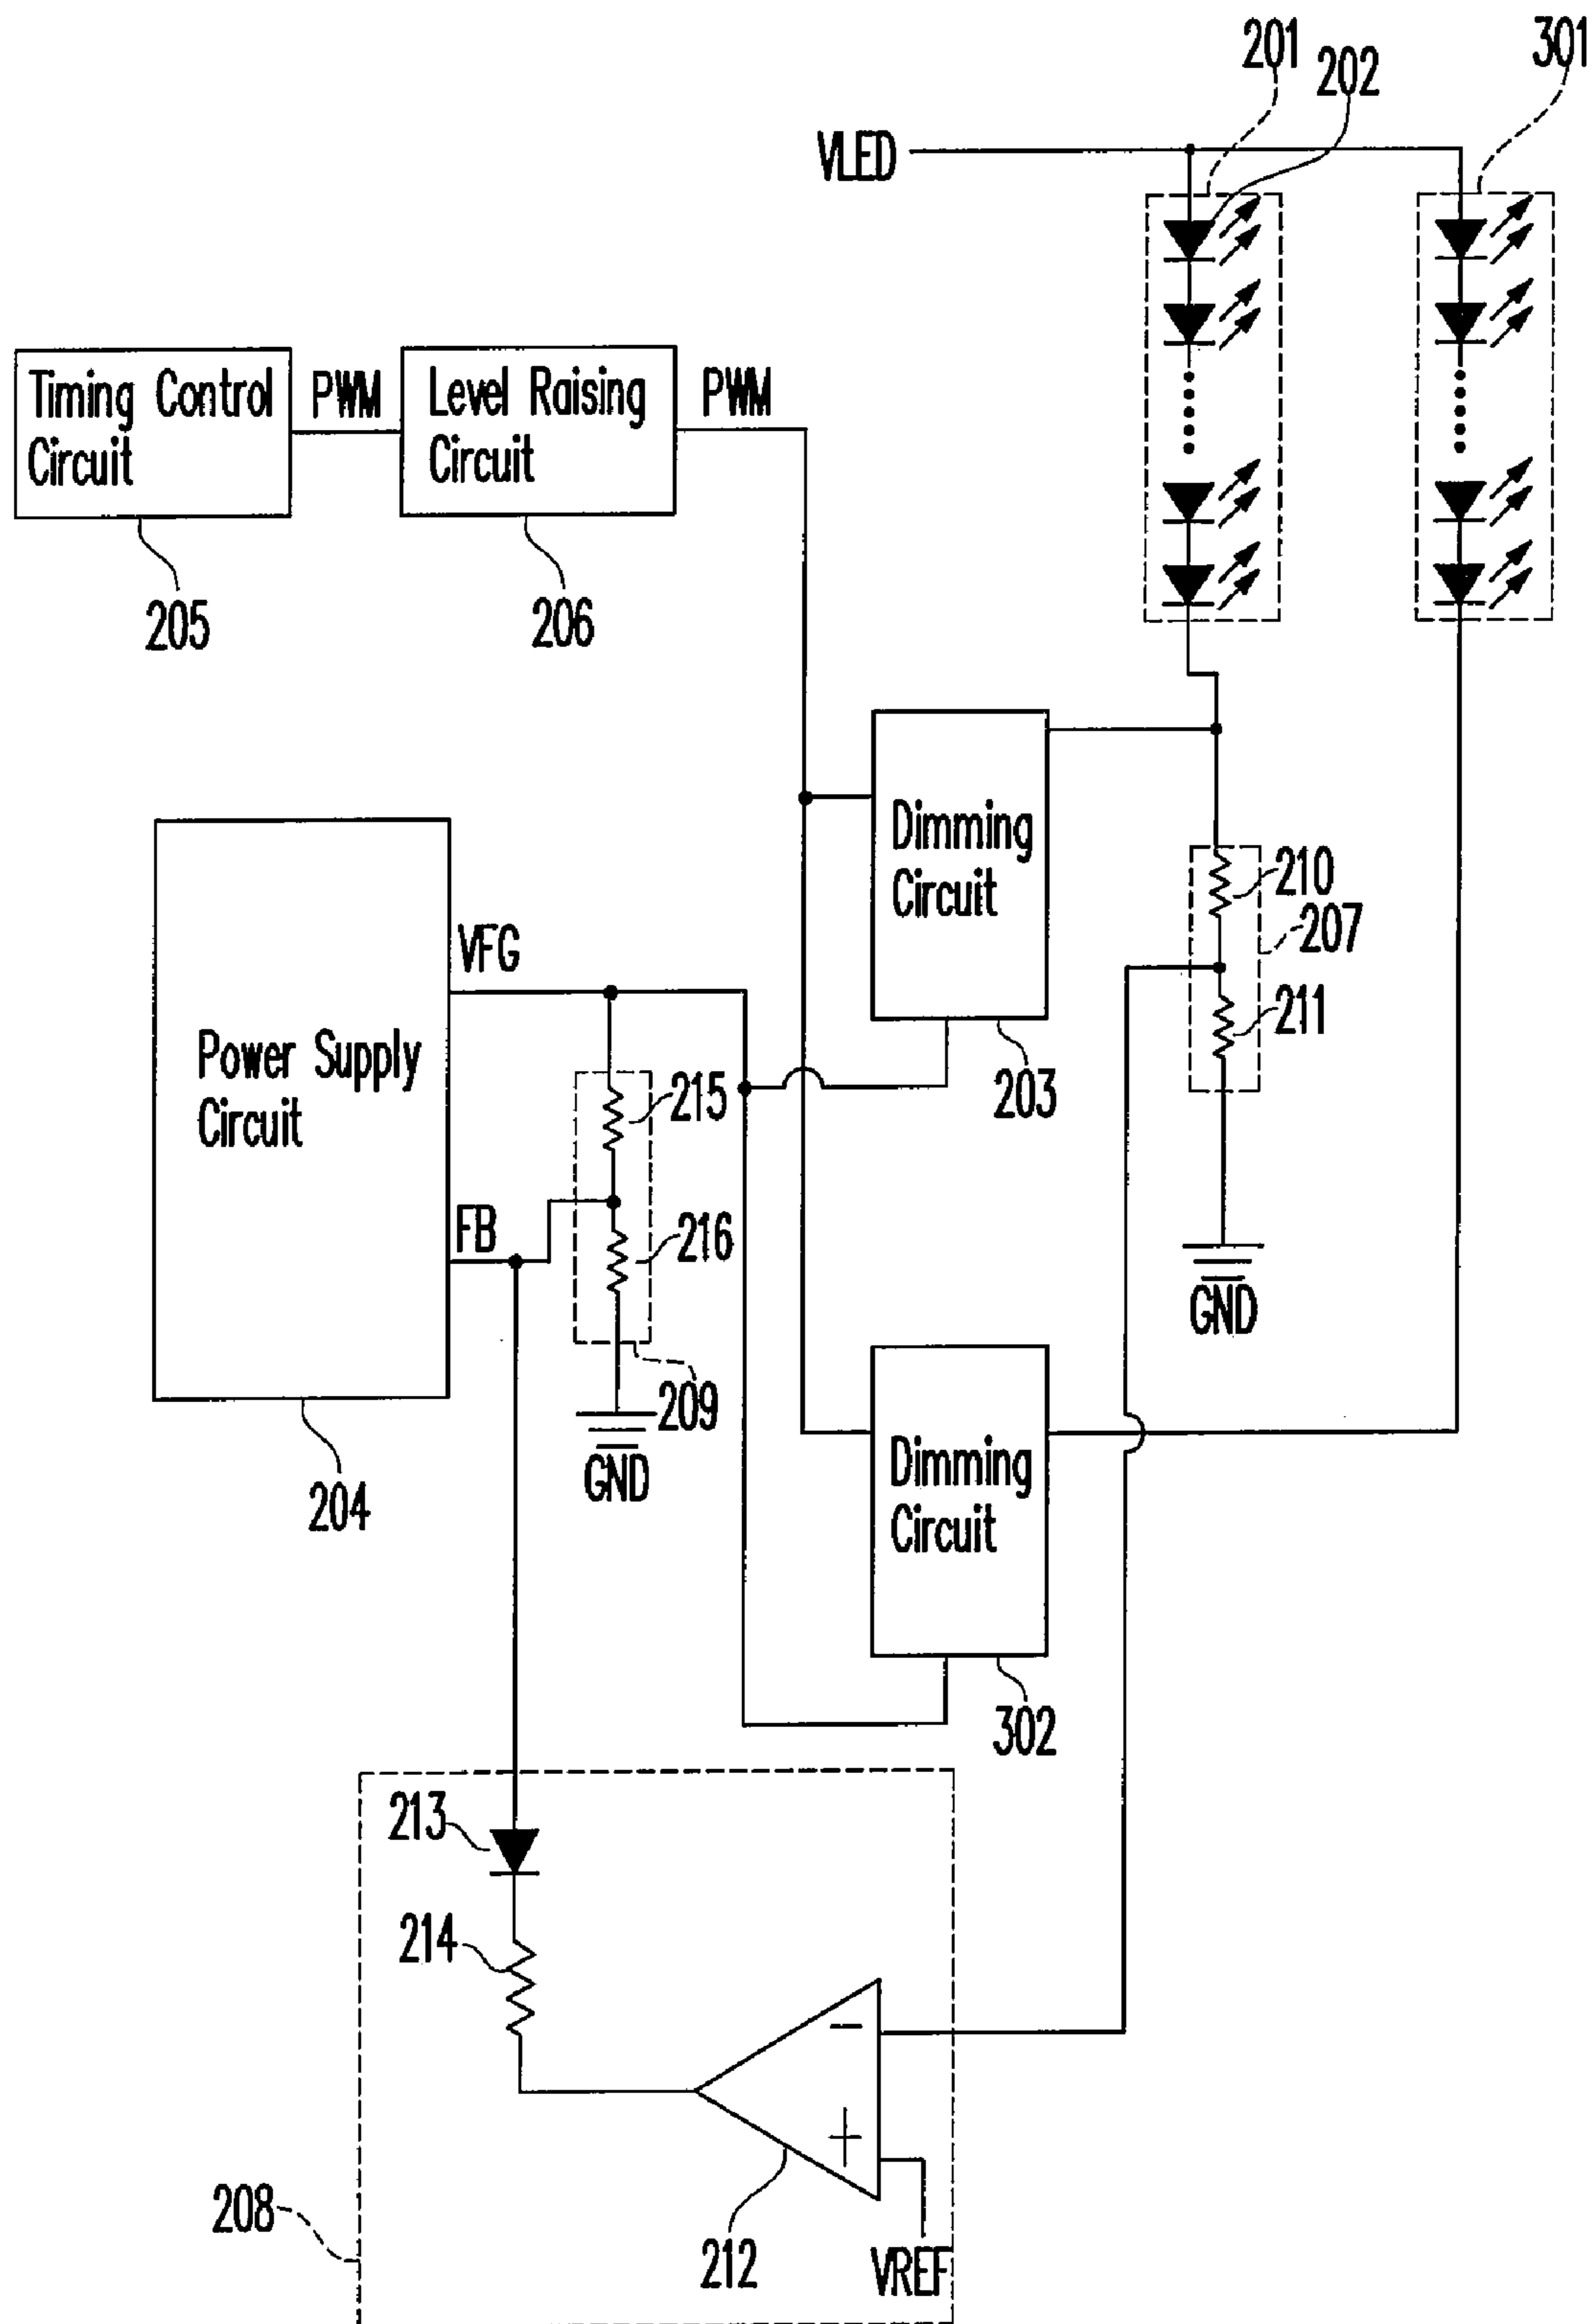 201
202
301
VLED
Timing Control
Circuit
PWM
Level Raising
Circuit
PWM
205
206
Dimming
Circuit
210
207
211
203
GND
Power Supply
Circuit
VFG
FB
215
216
209
GND
204
Dimming
Circuit
302
213
214
208
−
+
212
VREF